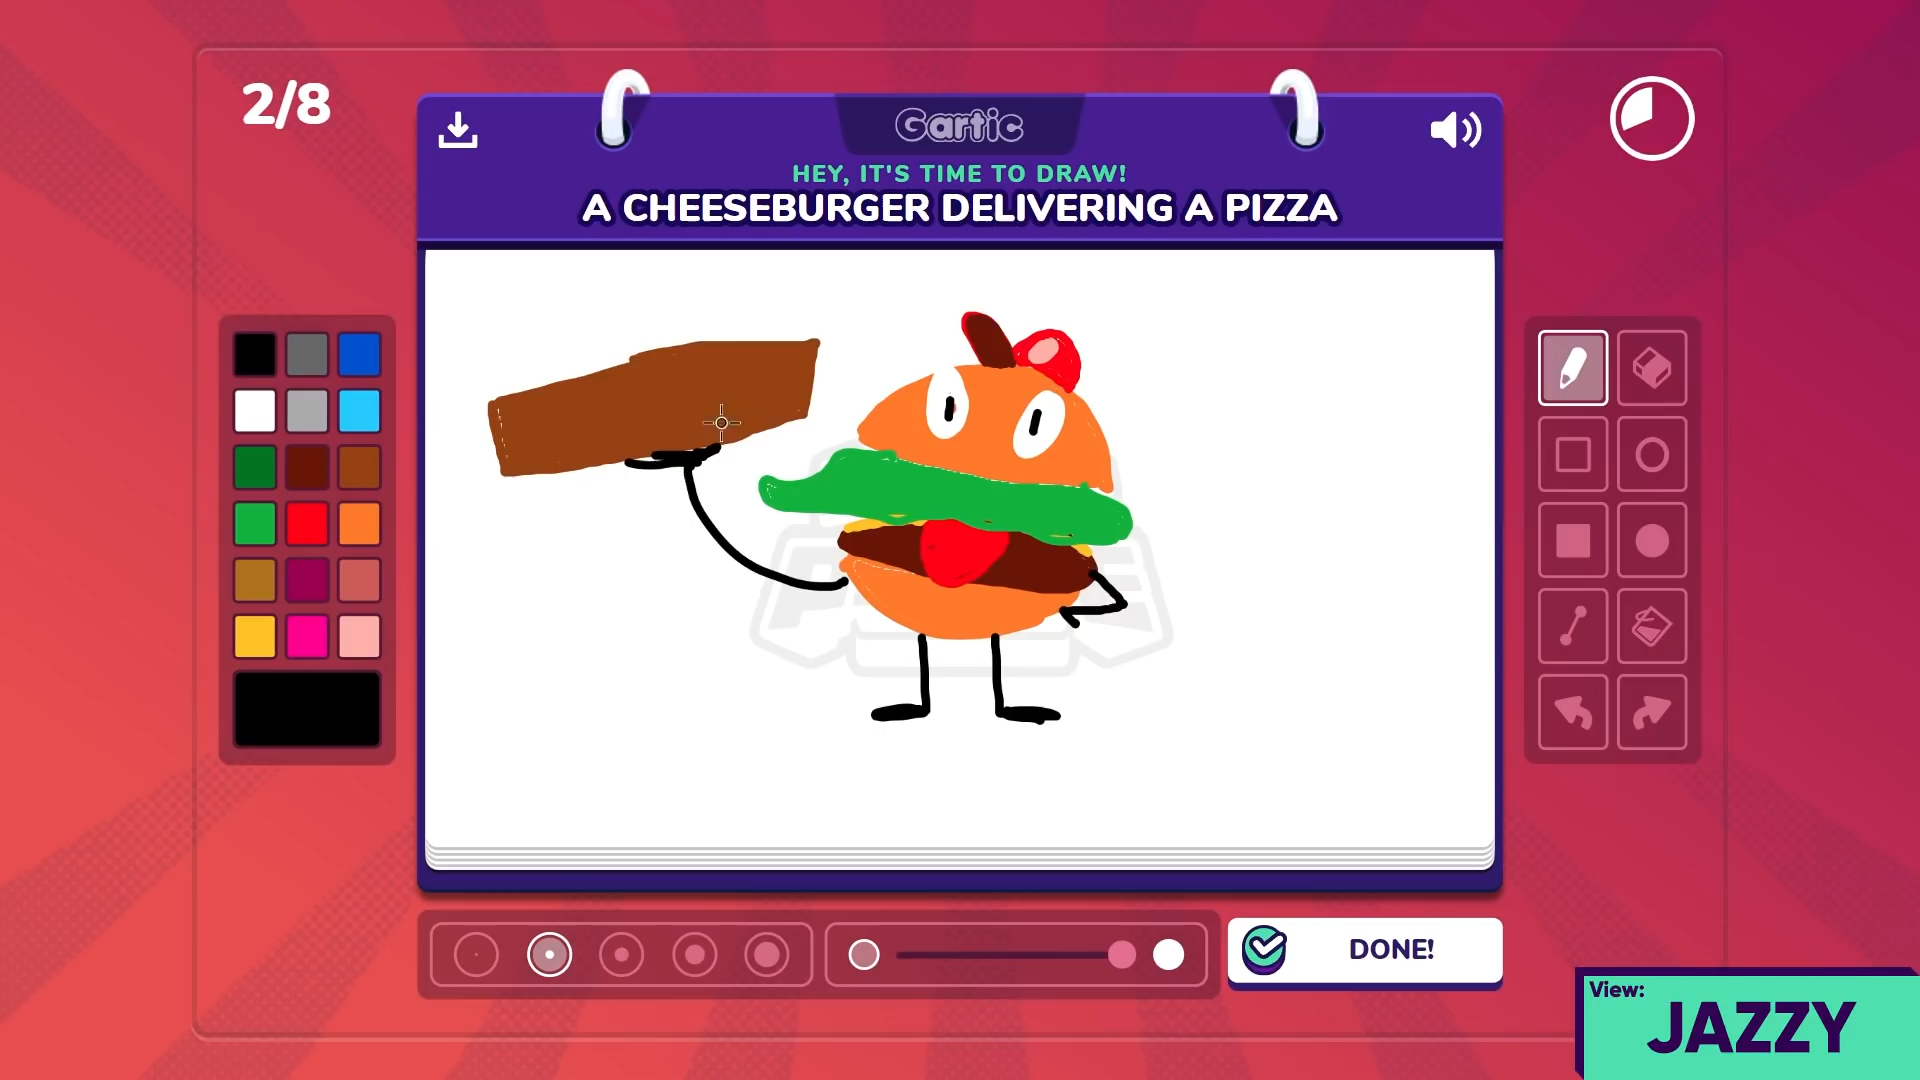 2/8
Gartic
HEY, IT'S TIME TO DRAW!
A CHEESEBURGER DELIVERING A PIZZA
DONE!
View:
JAZZY